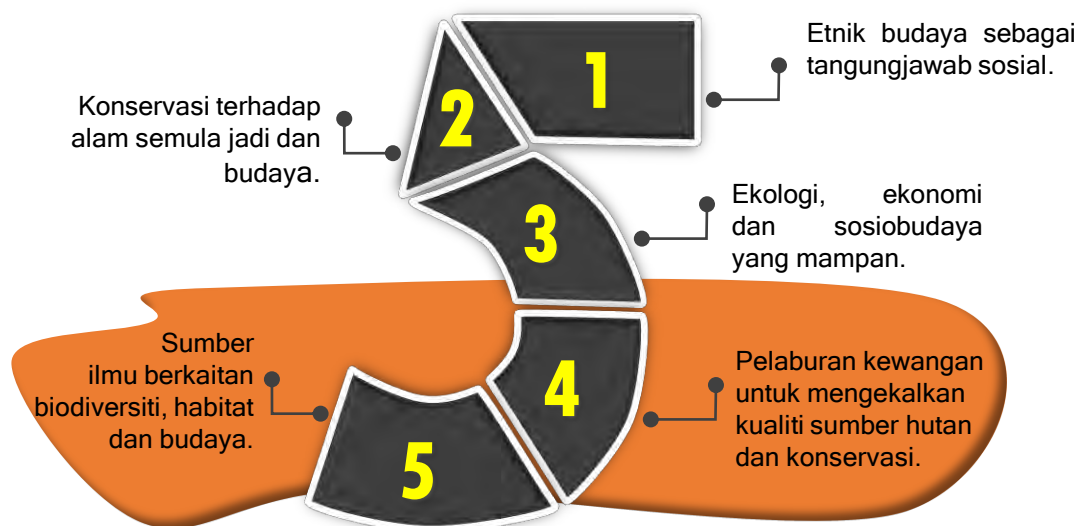 1
Etnik budaya sebagai
tangungjawab sosial.
2
Konservasi terhadap
alam semula jadi dan
budaya.
3
Ekologi, ekonomi
dan sosiobudaya
yang mampan.
4
Pelaburan kewangan
untuk mengekalkan
kualiti sumber hutan
dan konservasi.
5
Sumber
ilmu berkaitan
biodiversiti, habitat
dan budaya.